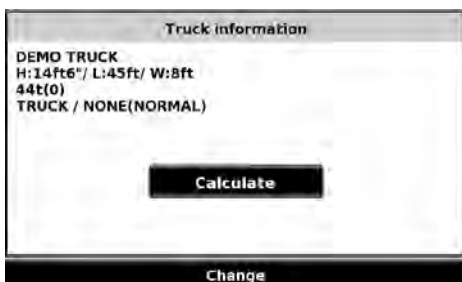 Truck information
DEMO TRUCK
H:14ft6"/ L:45ft/ W:8ft
44t(0)
TRUCK / NONE(NORMAL)
Calculate
Change